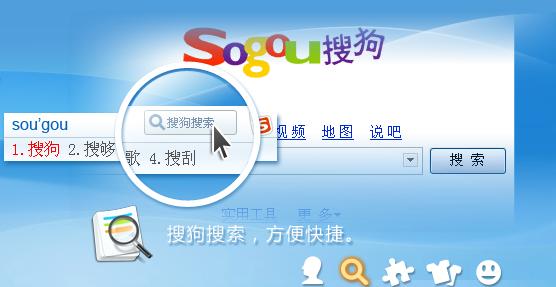 Sogou搜狗
sou'gou
搜狗搜索
视频 地图 说吧
1.搜狗 2.搜够 歌 4.搜刮
搜 索
实用工具 更多
搜狗搜索，方便快捷。